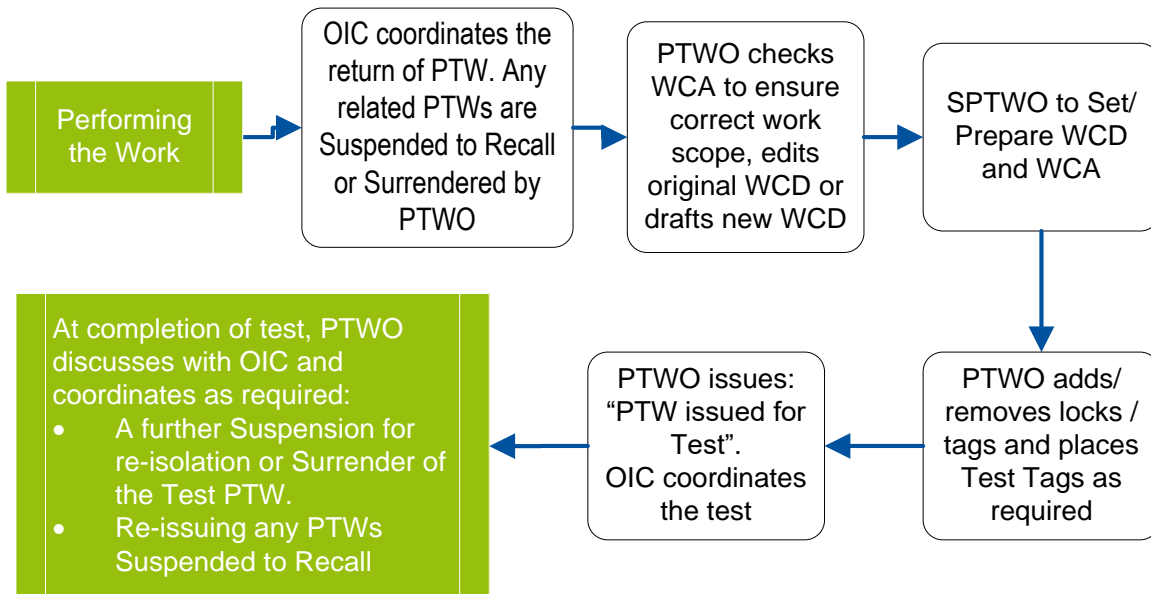 Performing
the Work
OIC coordinates the
return of PTW. Any
related PTWs are
Suspended to Recall
or Surrendered by
PTWO
PTWO checks
WCA to ensure
correct work
scope, edits
original WCD or
drafts new WCD
SPTWO to Set/
Prepare WCD
and WCA
PTWO adds/
removes locks /
tags and places
Test Tags as
required
PTWO issues:
“PTW issued for
Test”.
OIC coordinates
the test
At completion of test, PTWO
discusses with OIC and
coordinates as required:
• A further Suspension for
re-isolation or Surrender of
the Test PTW.
• Re-issuing any PTWs
Suspended to Recall